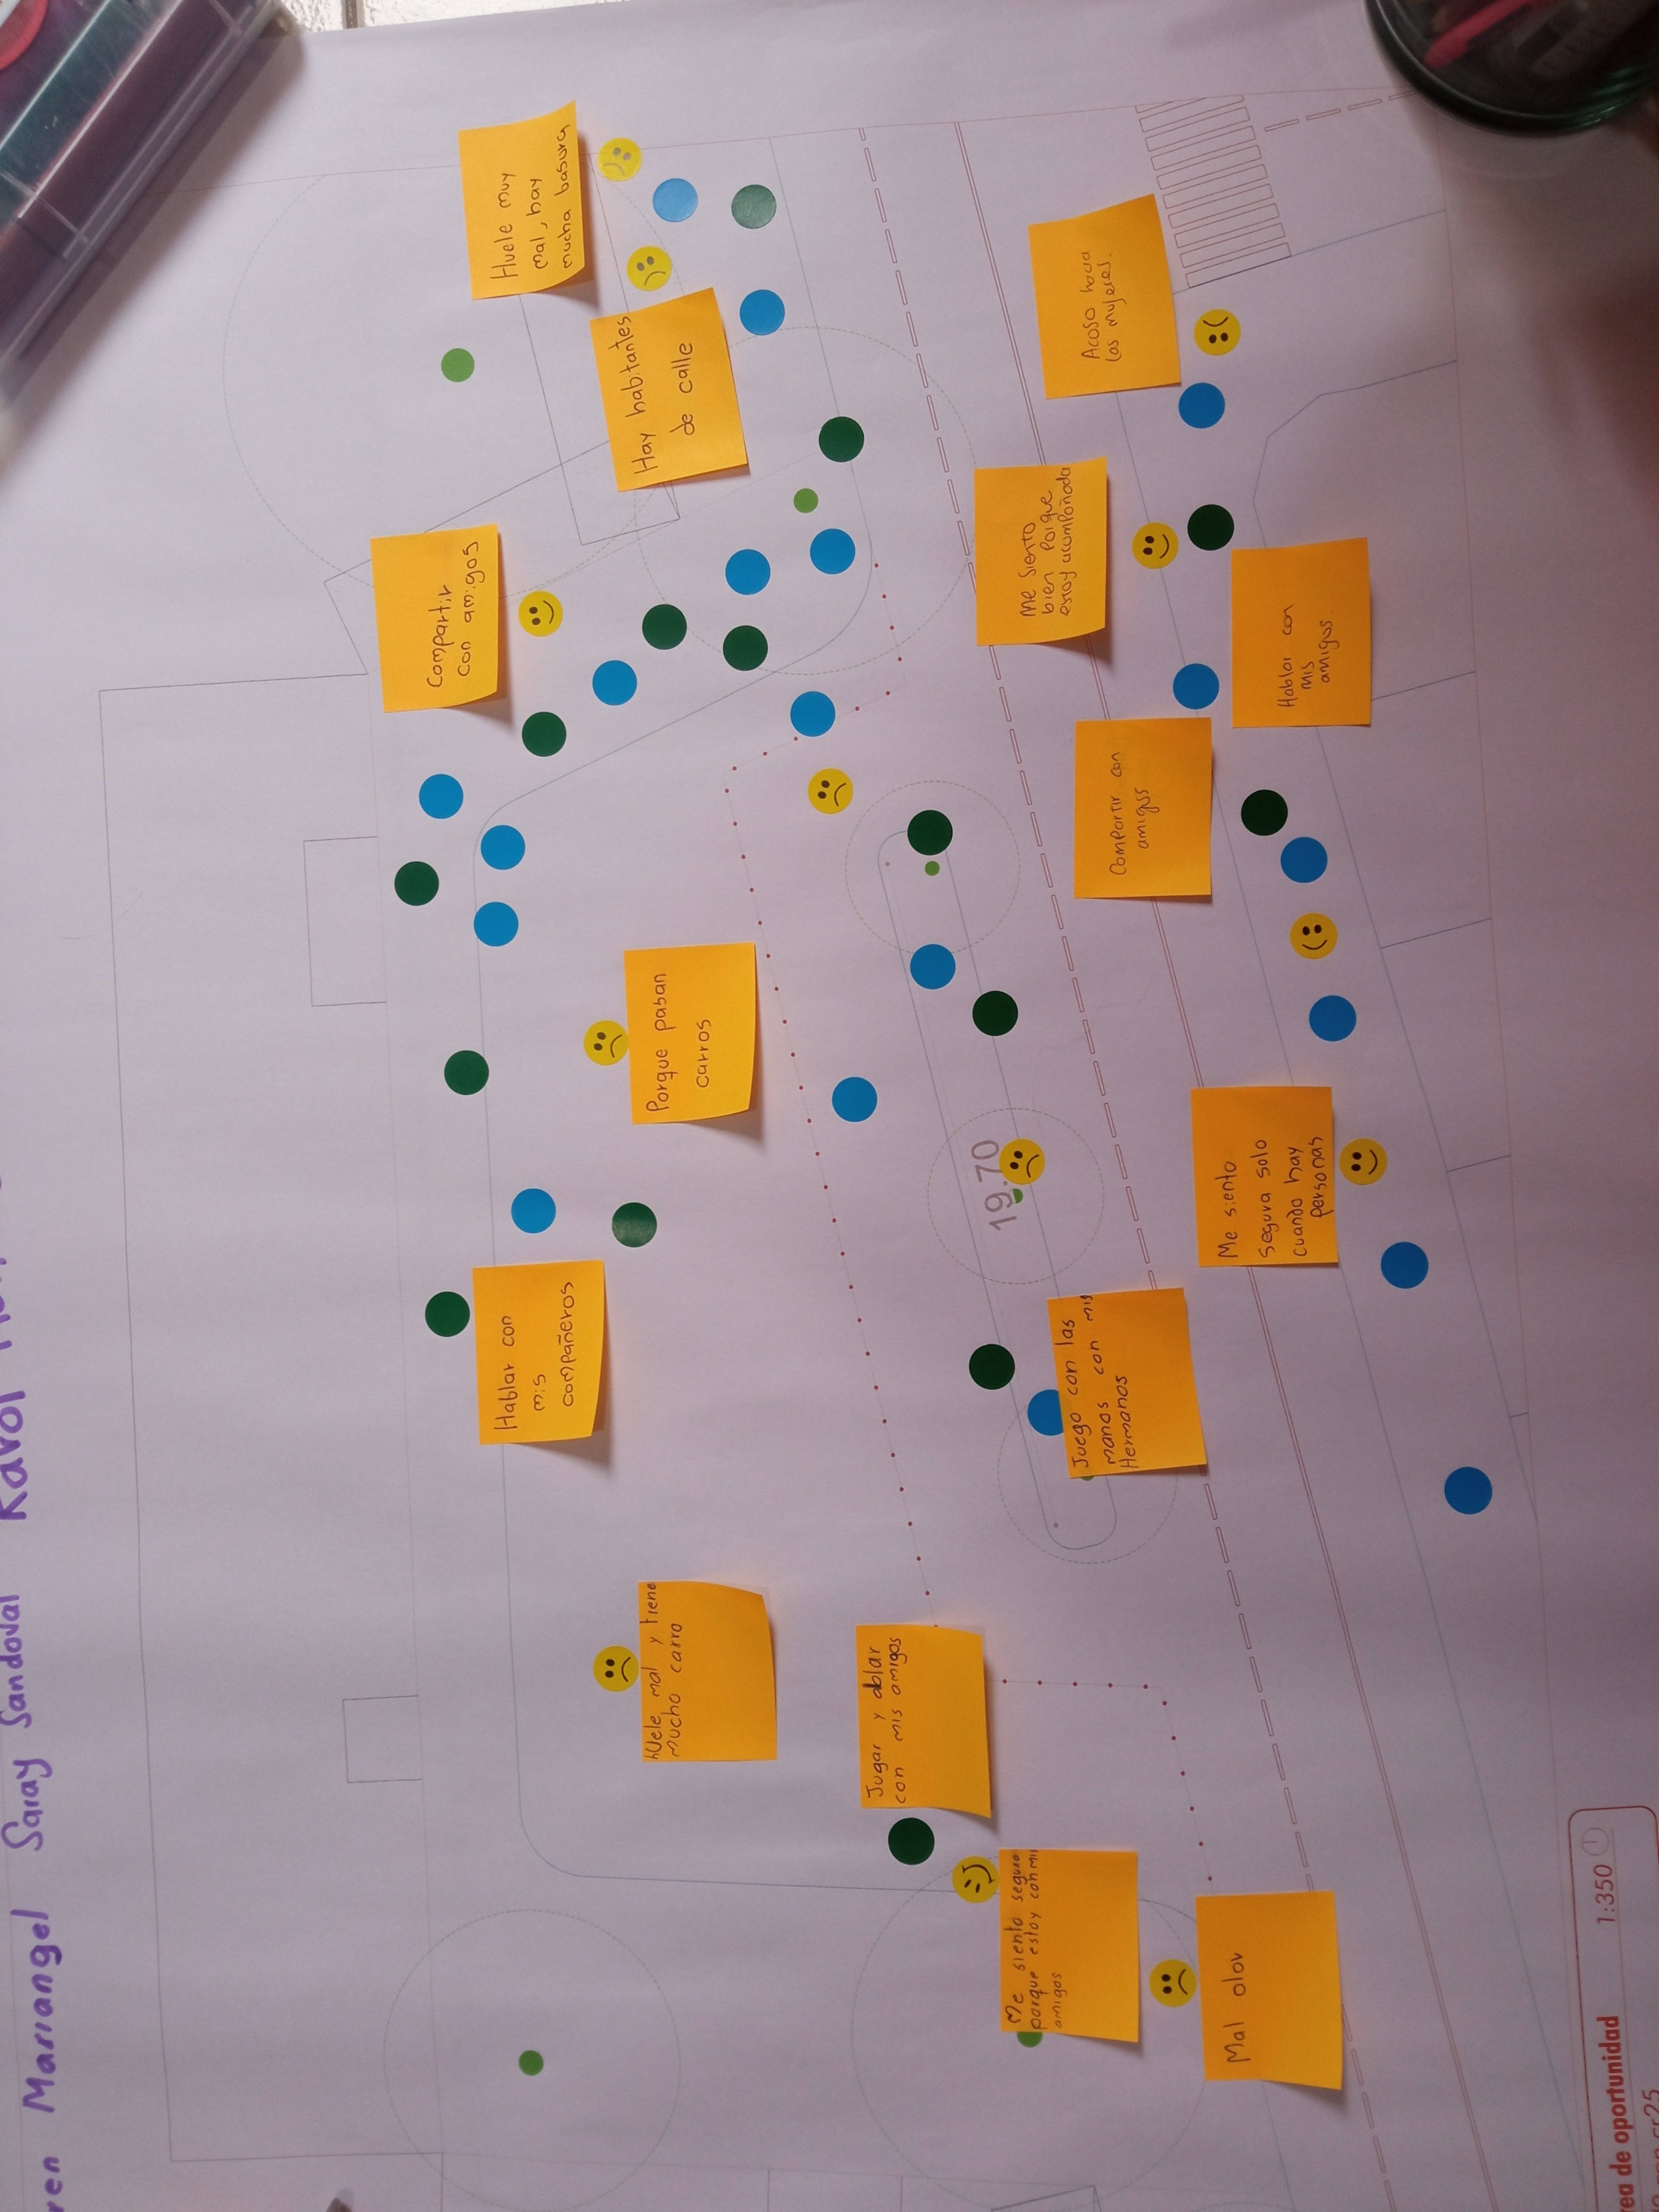 Mariangel Saray Sandoval Karol
Compartir
con amigos
Hablar con
mis
compañeros
Huele muy
mal, hay
mucha basura
Hay habitantes
de calle
hUele mal y tiene
mucho carro
Porque pasan
carros
Jugar y ablar
con mis amigos
19.70
Me siento seguro
porque estoy con mis
amigos
Me siento
bien porque
estoy acompañada
Juego con las
manos con mis
Hermanos
Acoso hacia
las mujeres.
Compartir con
amigos
Mal olor
Me siento
segura solo
cuando hay
personas
Hablar con
mis
amigos.
rea de oportunidad 1:350
cr25